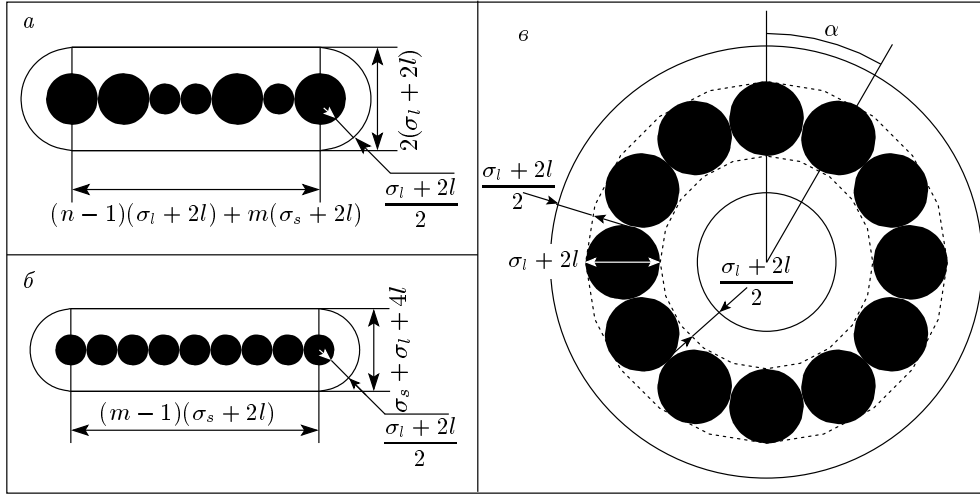 а
2(σ_l + 2l)
(σ_l + 2l)/2
(n − 1)(σ_l + 2l) + m(σ_s + 2l)
б
σ_s + σ_l + 4l
(m − 1)(σ_s + 2l)
(σ_l + 2l)/2
в
α
(σ_l + 2l)/2
σ_l + 2l
(σ_l + 2l)/2